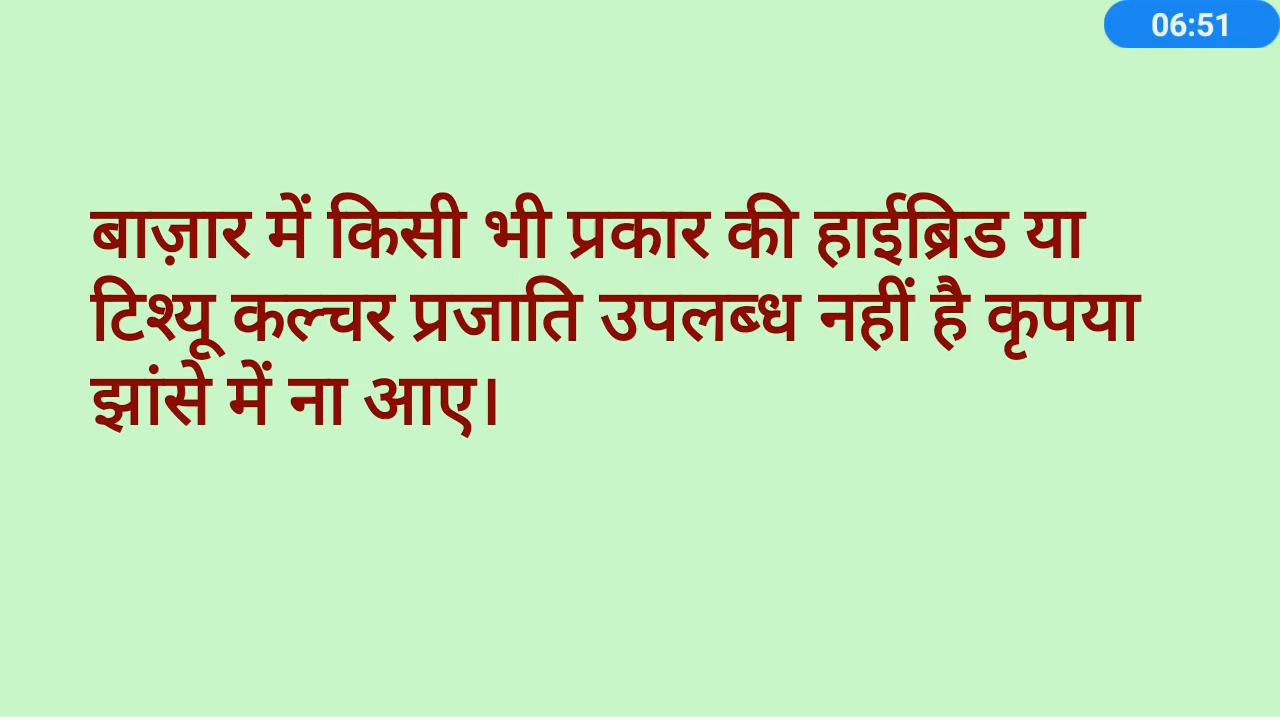 06:51
बाज़ार में किसी भी प्रकार की हाईब्रिड या
टिश्यू कल्चर प्रजाति उपलब्ध नहीं है कृपया
झांसे में ना आए।